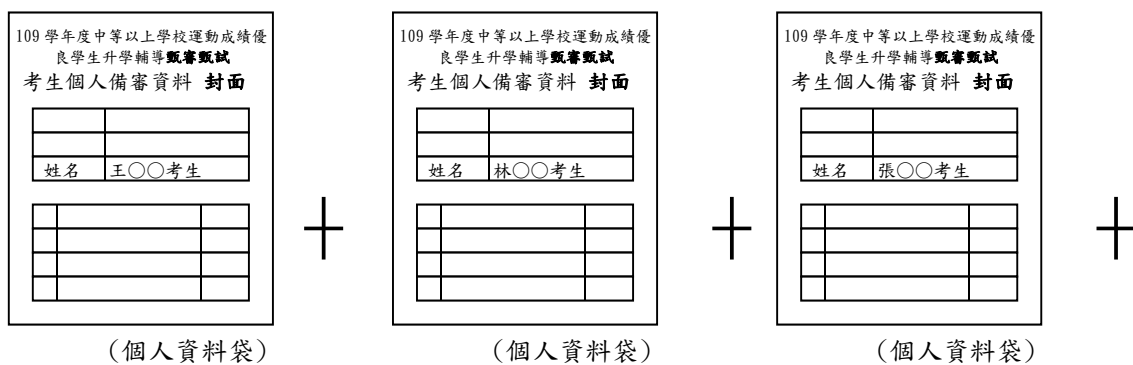 109 學年度中等以上學校運動成績優
良學生升學輔導甄審甄試
考生個人備審資料 封面
姓名 王○○考生
(個人資料袋)
+
109 學年度中等以上學校運動成績優
良學生升學輔導甄審甄試
考生個人備審資料 封面
姓名 林○○考生
(個人資料袋)
+
109 學年度中等以上學校運動成績優
良學生升學輔導甄審甄試
考生個人備審資料 封面
姓名 張○○考生
(個人資料袋)
+